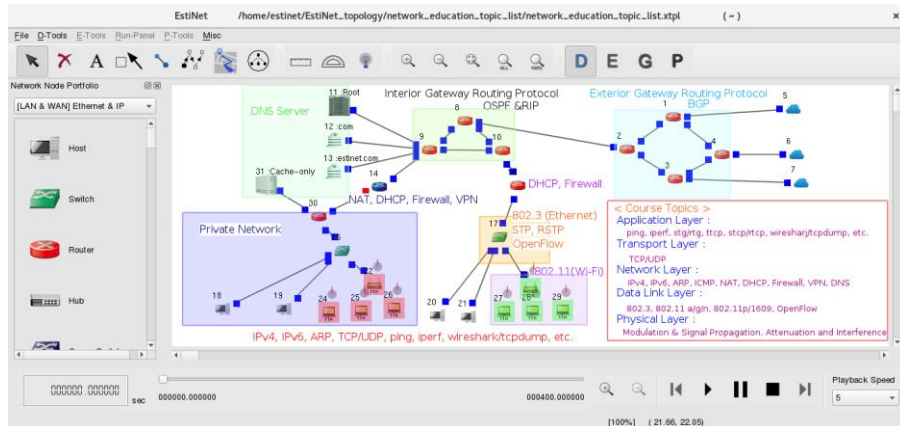 EstiNet /home/estinet/EstiNet_topology/network_education_topic_list/network_education_topic_list.xtpl (~)
File D-Tools E-Tools Run-Panel P-Tools Misc
A ALL 100% D E G P
Network Node Portfolio
[LAN & WAN] Ethernet & IP
Host
Switch
Router
Hub
DNS Server
11 :Root
Interior Gateway Routing Protocol
OSPF &RIP
Exterior Gateway Routing Protocol
BGP
12 :com
13 :estinet.com
31 :Cache-only
14
30
8
9
10
1
2
3
4
5
6
7
NAT, DHCP, Firewall, VPN
DHCP, Firewall
Private Network
17
802.3 (Ethernet)
STP, RSTP
OpenFlow
802.11(Wi-Fi)
18
19
24
25
26
20
21
27
28
29
IPv4, IPv6, ARP, TCP/UDP, ping, iperf, wireshark/tcpdump, etc.
< Course Topics >
Application Layer :
ping, iperf, stg/rtg, ttcp, stcp/rtcp, wiresharj/tcpdump, etc.
Transport Layer :
TCP/UDP
Network Layer :
IPv4, IPv6, ARP, ICMP, NAT, DHCP, Firewall, VPN, DNS
Data Link Layer :
802.3, 802.11 a/g/n, 802.11p/1609, OpenFlow
Physical Layer :
Modulation & Signal Propagation, Attenuation and Interference
000000 .000000 sec
000000.000000
000400.000000
Playback Speed
5
[100%] ( 21.66, 22.05)